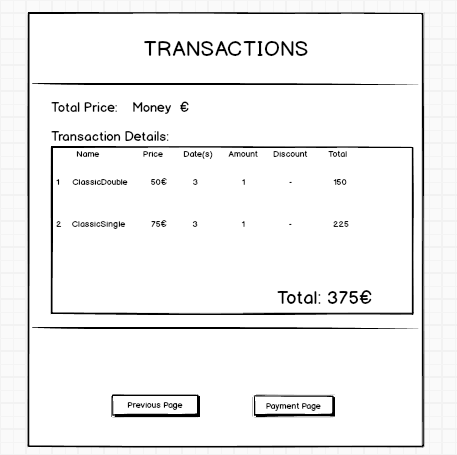 TRANSACTIONS
Total Price: Money €
Transaction Details:
Name Price Date(s) Amount Discount Total
1 ClassicDouble 50€ 3 1 - 150
2 ClassicSingle 75€ 3 1 - 225
Total: 375€
Previous Page Payment Page